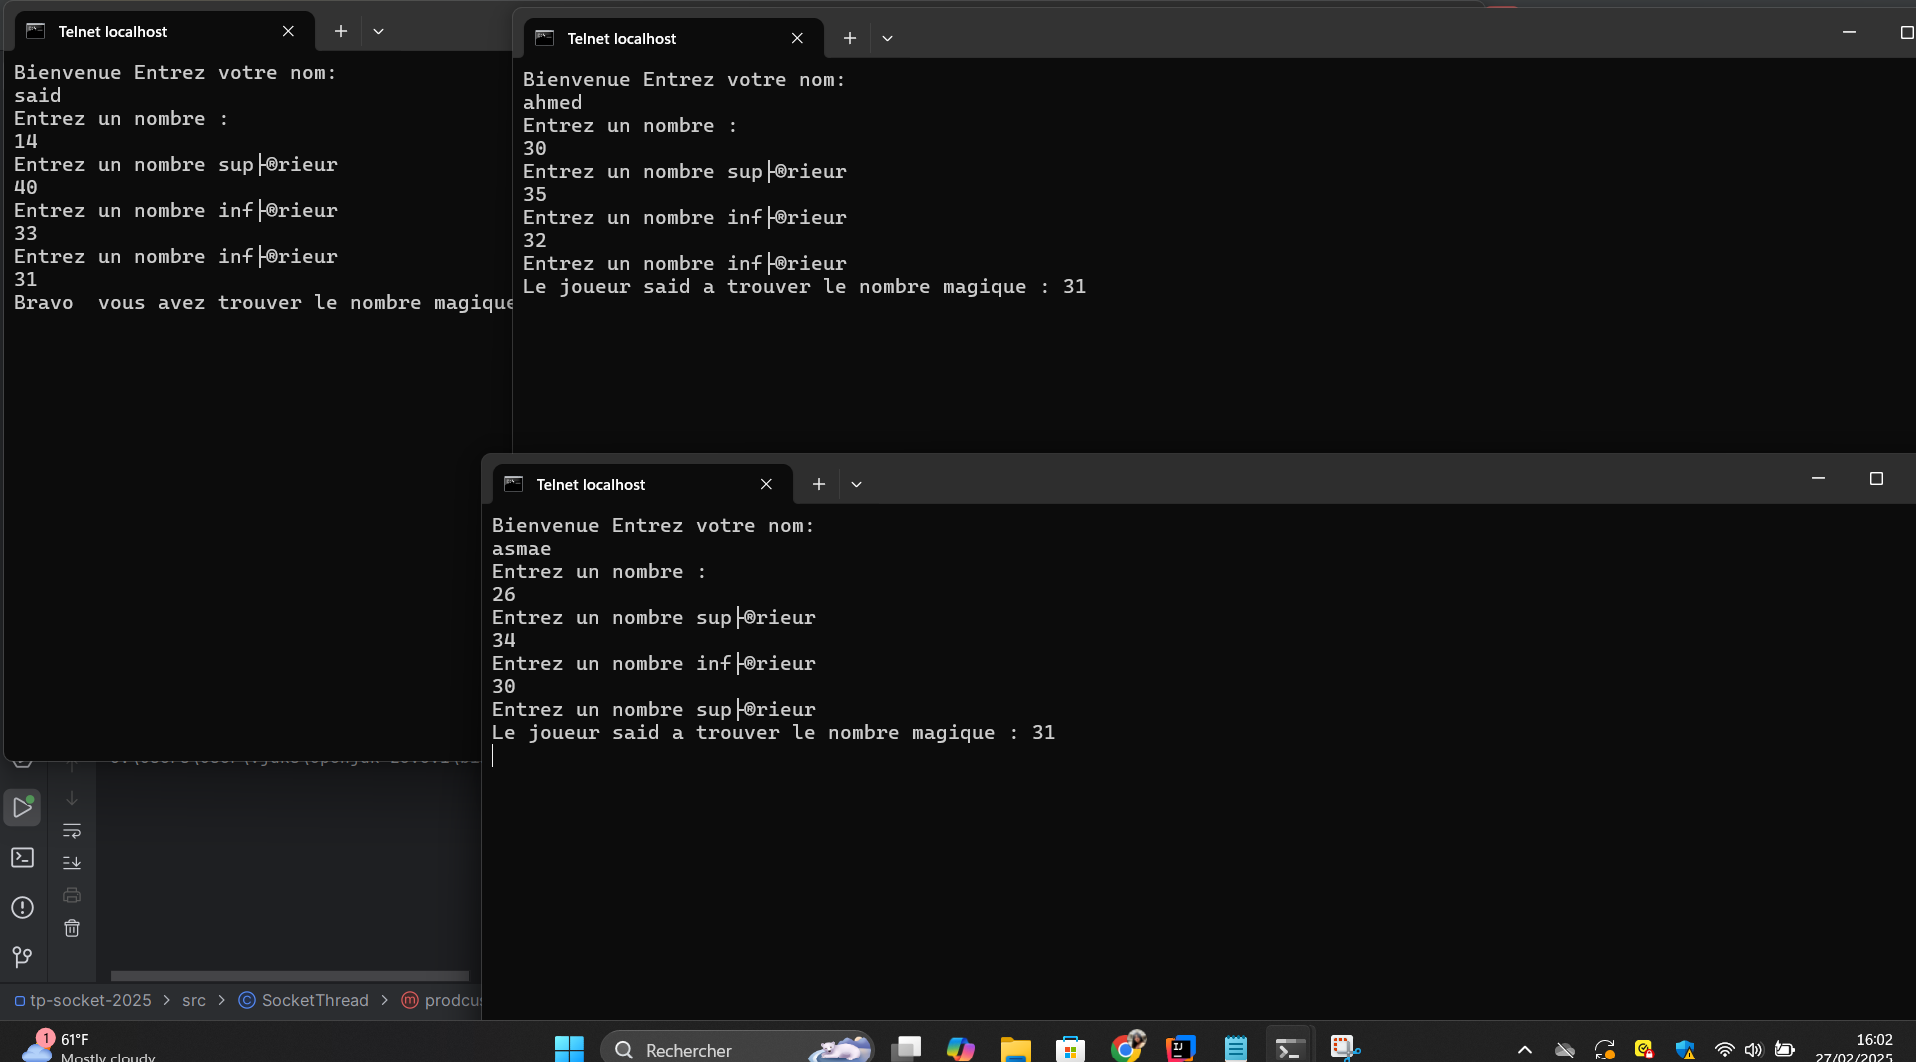 Telnet localhost
Bienvenue Entrez votre nom:
said
Entrez un nombre :
14
Entrez un nombre sup├®rieur
40
Entrez un nombre inf├®rieur
33
Entrez un nombre inf├®rieur
31
Bravo  vous avez trouver le nombre magique
Telnet localhost
Bienvenue Entrez votre nom:
ahmed
Entrez un nombre :
30
Entrez un nombre sup├®rieur
35
Entrez un nombre inf├®rieur
32
Entrez un nombre inf├®rieur
Le joueur said a trouver le nombre magique : 31
Telnet localhost
Bienvenue Entrez votre nom:
asmae
Entrez un nombre :
26
Entrez un nombre sup├®rieur
34
Entrez un nombre inf├®rieur
30
Entrez un nombre sup├®rieur
Le joueur said a trouver le nombre magique : 31
tp-socket-2025 > src > SocketThread > prodcus
1
61°F
Mostly cloudy
Rechercher
16:02
27/02/2025